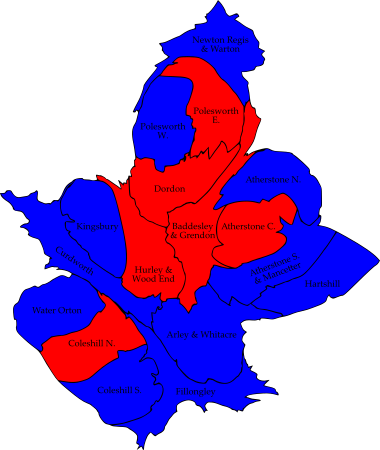 Newton Regis
& Warton
Polesworth
E.
Polesworth
W.
Dordon
Atherstone N.
Kingsbury
Baddesley
& Grendon
Atherstone C.
Curdworth
Hurley &
Wood End
Atherstone S.
& Mancetter
Hartshill
Water Orton
Coleshill N.
Arley & Whitacre
Coleshill S.
Fillongley